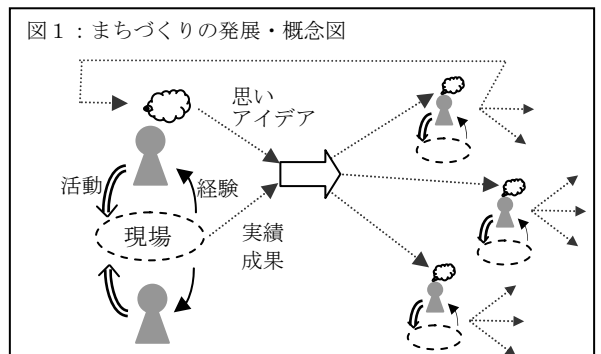 図１：まちづくりの発展・概念図
思い
アイデア
活動
経験
現場
実績
成果